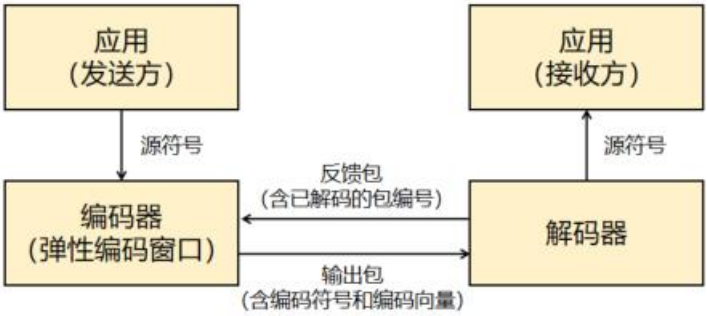 应用
（发送方）
应用
（接收方）
源符号
源符号
反馈包
（含已解码的包编号）
编码器
（弹性编码窗口）
解码器
输出包
（含编码符号和编码向量）